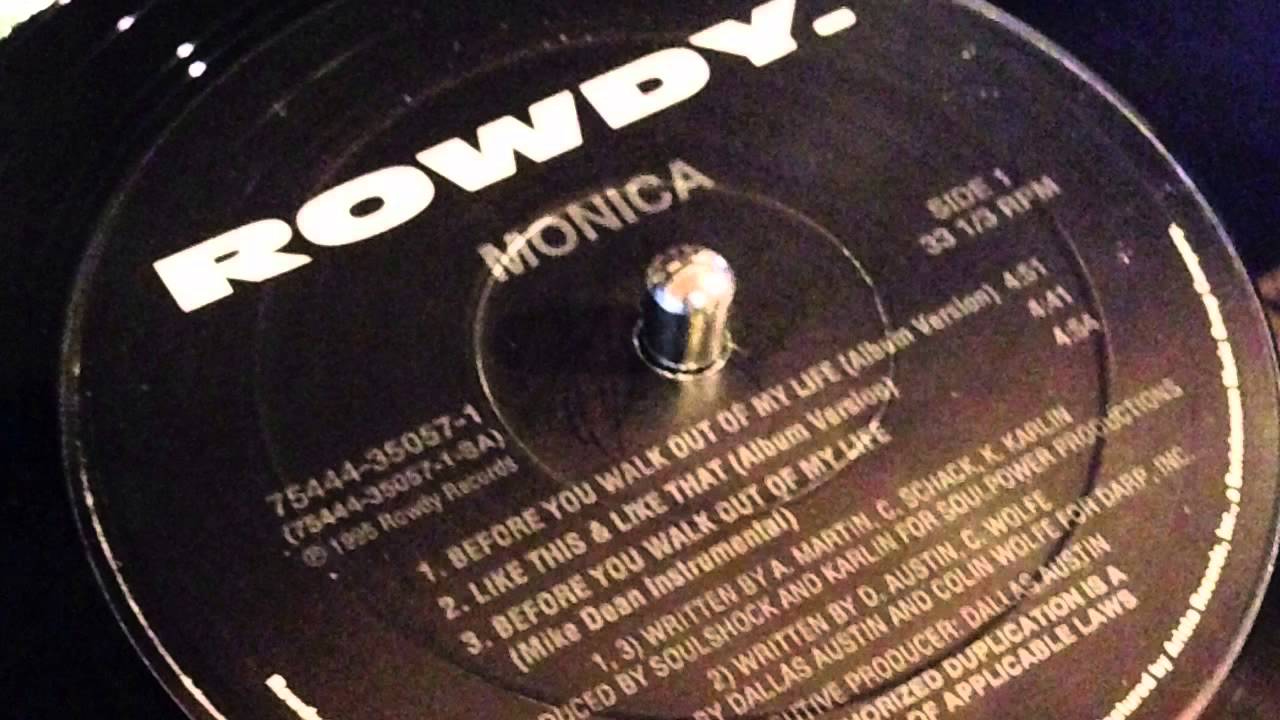 ROWDY.
MONICA
SIDE 1
33 1/3 RPM
75444-35057-1
(75444-35057-1-SA)
℗ 1995 Rowdy Records
1. BEFORE YOU WALK OUT OF MY LIFE (Album Version) 4:51
2. LIKE THIS & LIKE THAT (Album Version) 4:41
3. BEFORE YOU WALK OUT OF MY LIFE
(Mike Dean Instrumental)
1, 3) WRITTEN BY A. MARTIN, C. SCHACK, K. KARLIN
DUCED BY SOULSHOCK AND KARLIN FOR SOULPOWER PRODUCTIONS
2) WRITTEN BY D. AUSTIN, C. WOLFE
BY DALLAS AUSTIN AND COLIN WOLFE FOR DARP, INC.
UTIVE PRODUCER: DALLAS AUSTIN
HORIZED DUPLICATION IS A
OF APPLICABLE LAWS